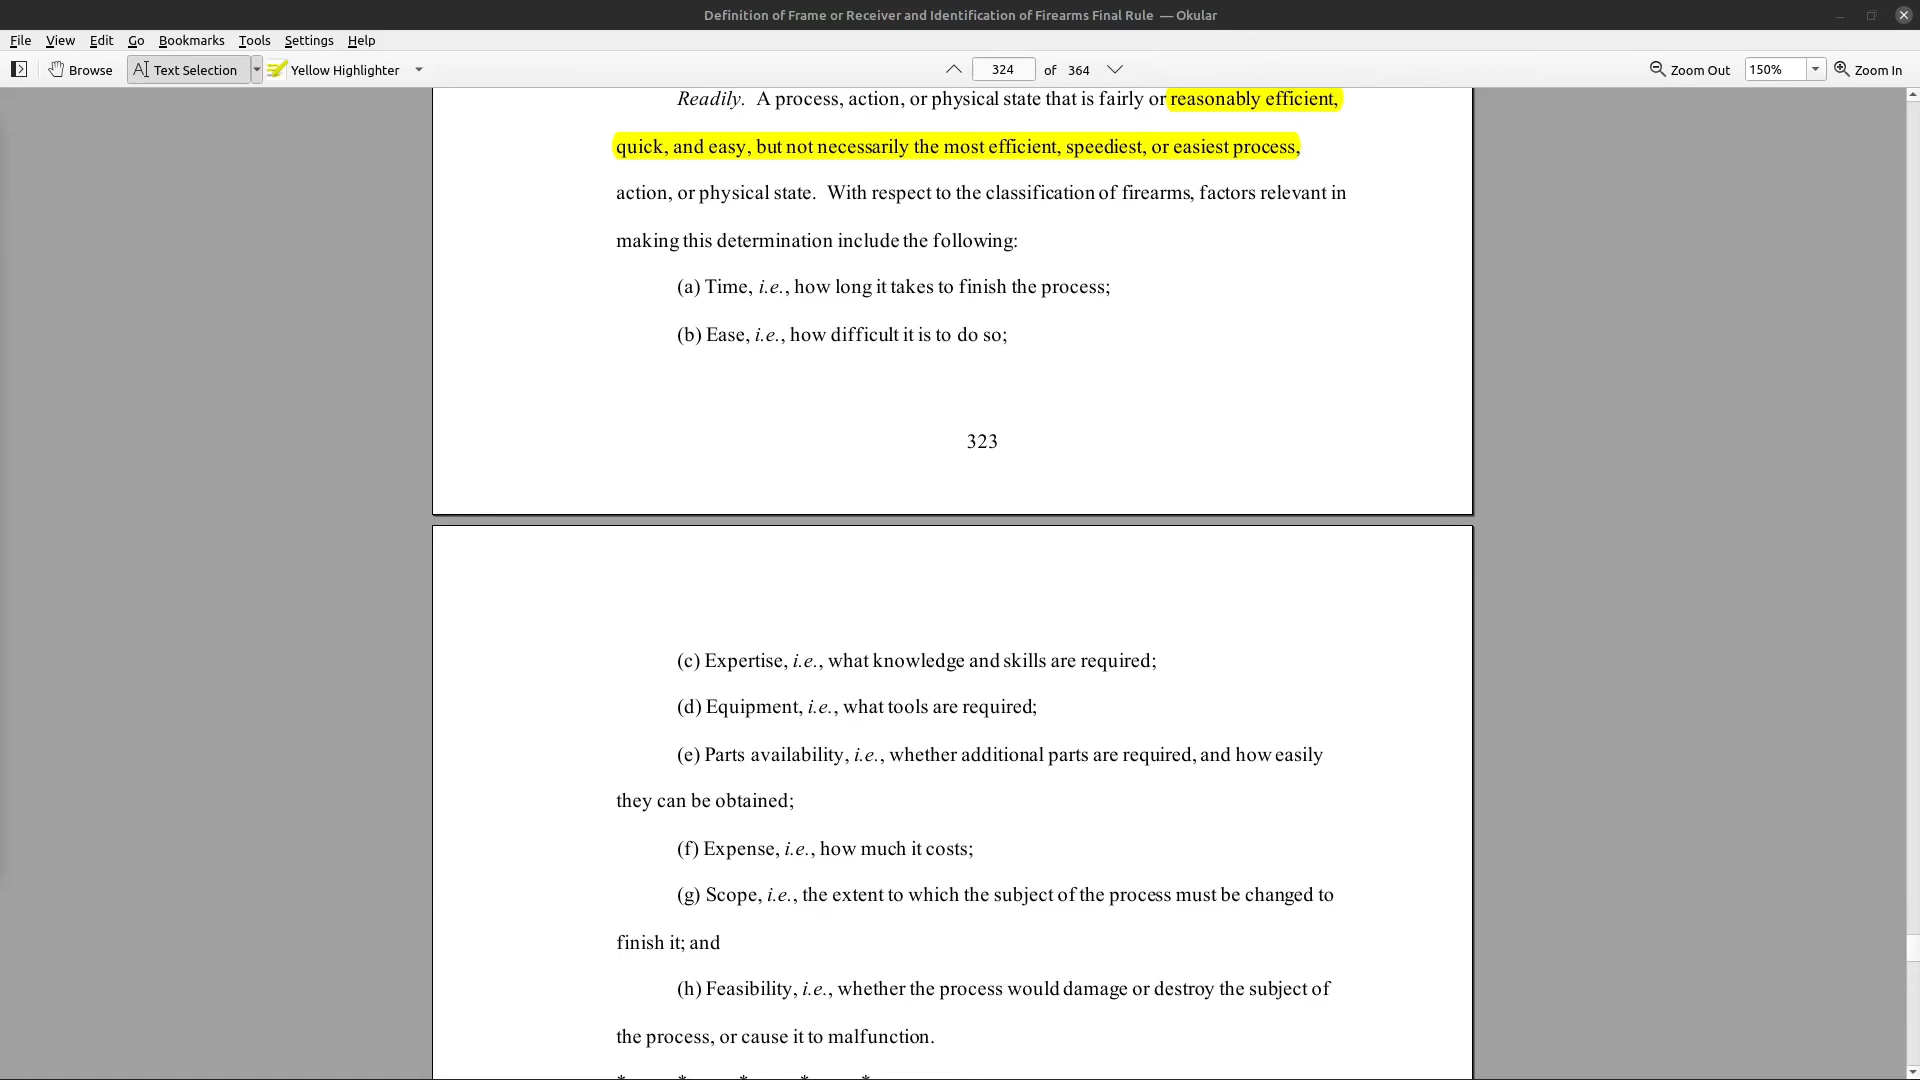 Definition of Frame or Receiver and Identification of Firearms Final Rule — Okular
File View Edit Go Bookmarks Tools Settings Help
Browse Text Selection Yellow Highlighter 324 of 364 Zoom Out 150% Zoom In
Readily. A process, action, or physical state that is fairly or reasonably efficient,
quick, and easy, but not necessarily the most efficient, speediest, or easiest process,
action, or physical state. With respect to the classification of firearms, factors relevant in
making this determination include the following:
(a) Time, i.e., how long it takes to finish the process;
(b) Ease, i.e., how difficult it is to do so;
323
(c) Expertise, i.e., what knowledge and skills are required;
(d) Equipment, i.e., what tools are required;
(e) Parts availability, i.e., whether additional parts are required, and how easily
they can be obtained;
(f) Expense, i.e., how much it costs;
(g) Scope, i.e., the extent to which the subject of the process must be changed to
finish it; and
(h) Feasibility, i.e., whether the process would damage or destroy the subject of
the process, or cause it to malfunction.
* * * * *